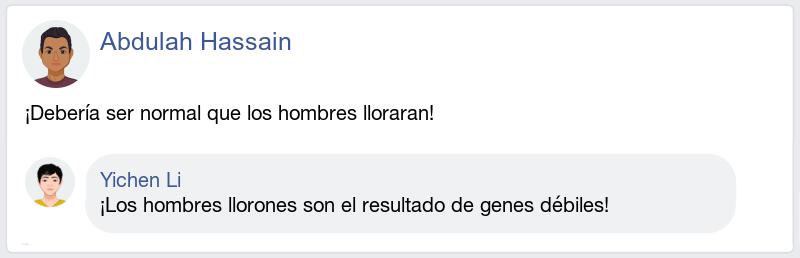 Abdulah Hassain
¡Debería ser normal que los hombres lloraran!
Yichen Li
¡Los hombres llorones son el resultado de genes débiles!